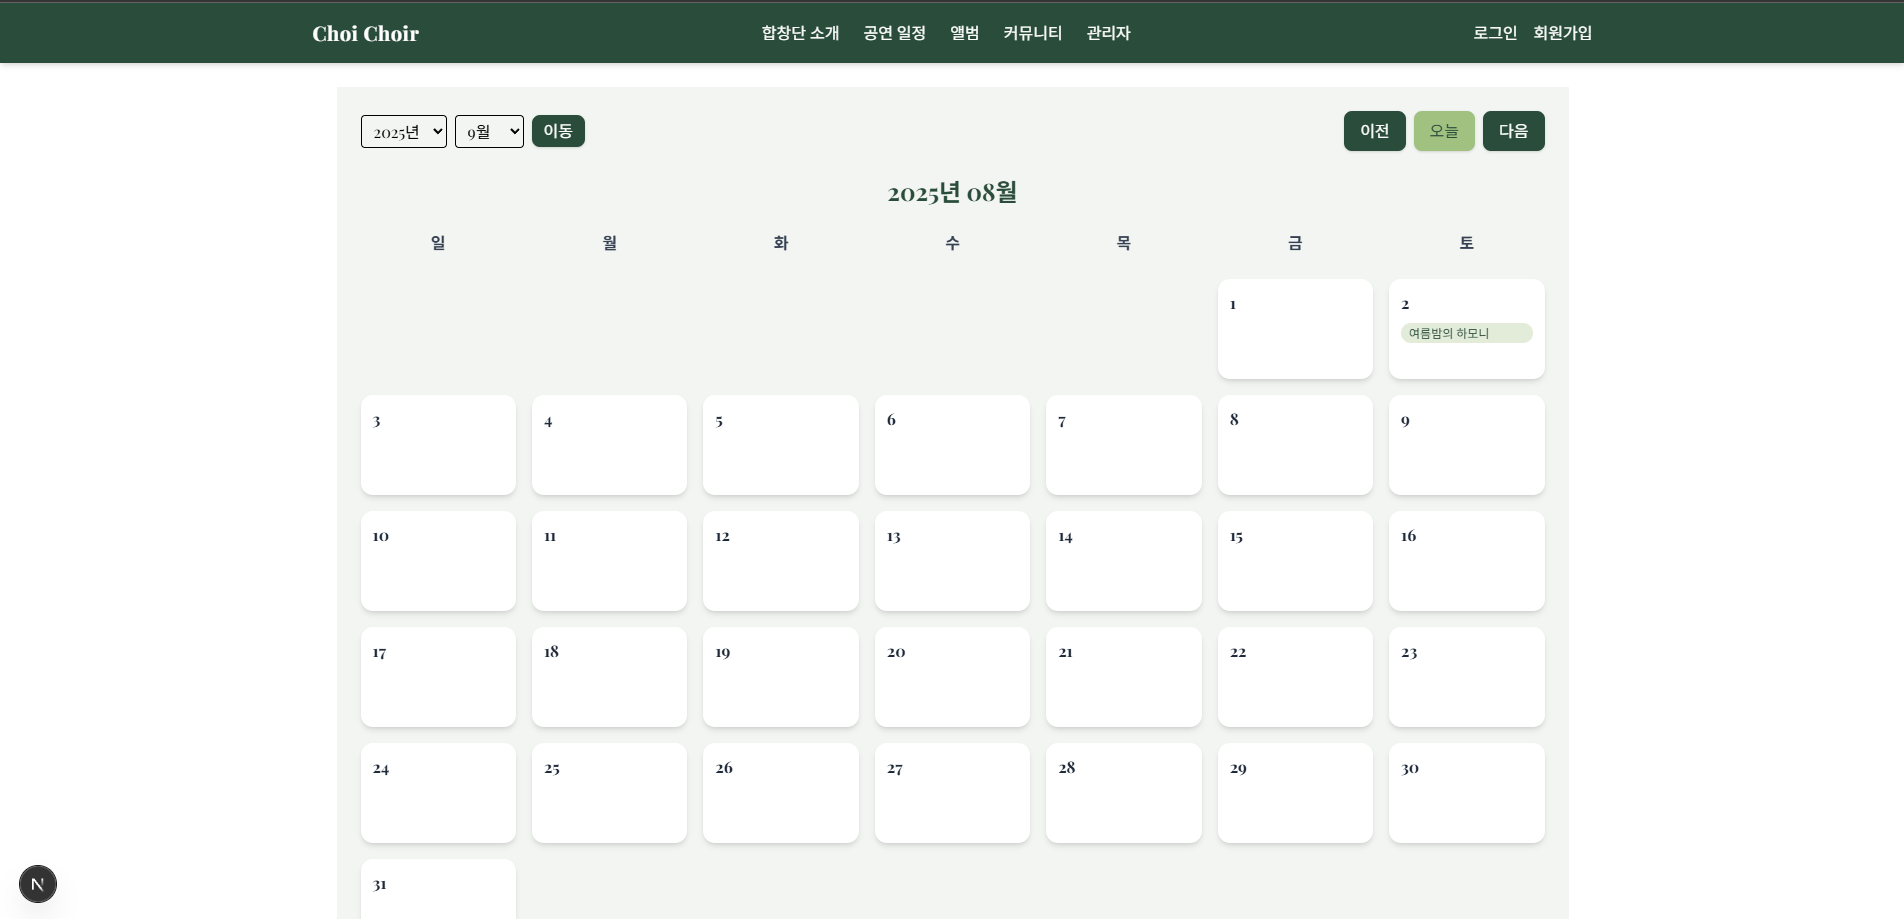 Choi Choir 합창단 소개 공연 일정 앨범 커뮤니티 관리자 로그인 회원가입
2025년 9월 이동 이전 오늘 다음
2025년 08월
일 월 화 수 목 금 토
1 2
여름밤의 하모니
3 4 5 6 7 8 9
10 11 12 13 14 15 16
17 18 19 20 21 22 23
24 25 26 27 28 29 30
31
N